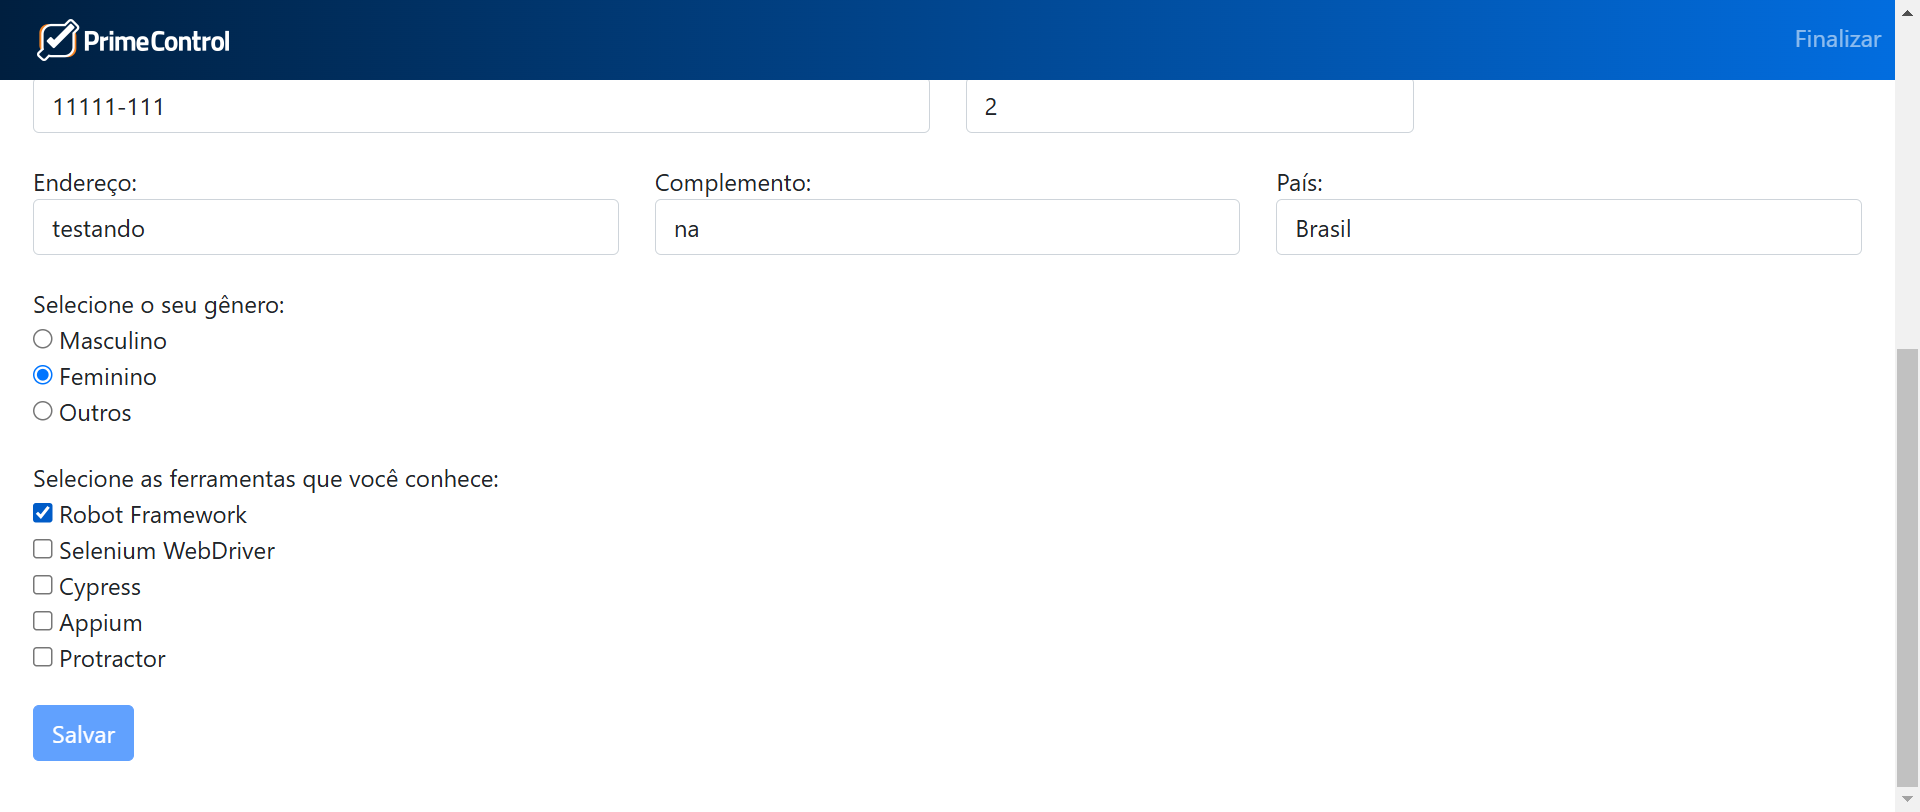 PrimeControl
Finalizar
11111-111
2
Endereço:
Complemento:
País:
testando
na
Brasil
Selecione o seu gênero:
Masculino
Feminino
Outros
Selecione as ferramentas que você conhece:
Robot Framework
Selenium WebDriver
Cypress
Appium
Protractor
Salvar